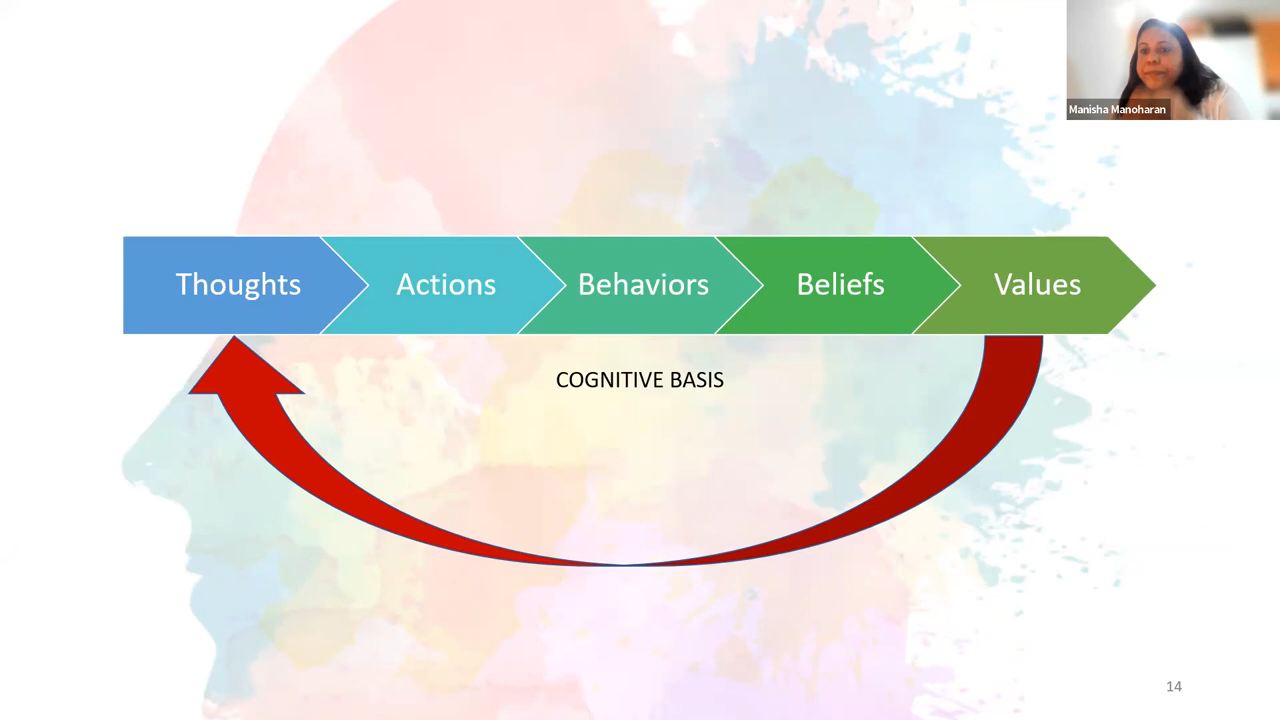 Manisha Manoharan
Thoughts
Actions
Behaviors
Beliefs
Values
COGNITIVE BASIS
14